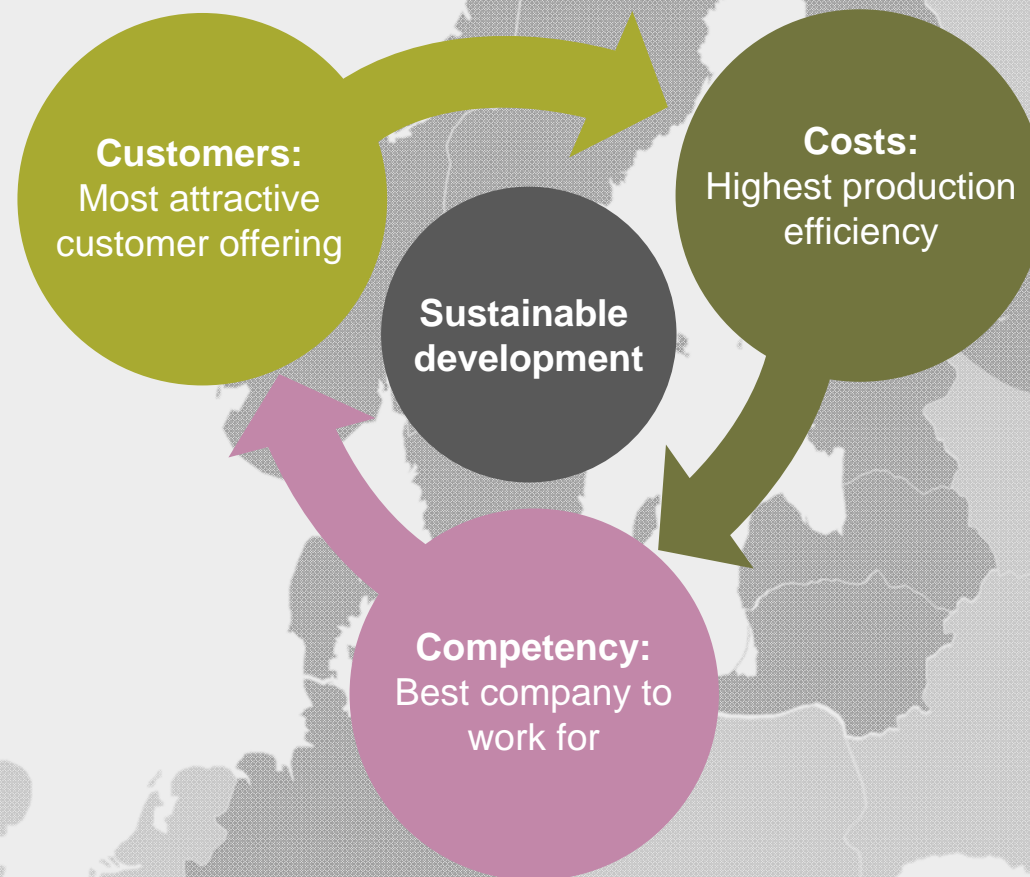 Customers:
Most attractive
customer offering
Costs:
Highest production
efficiency
Sustainable
development
Competency:
Best company to
work for